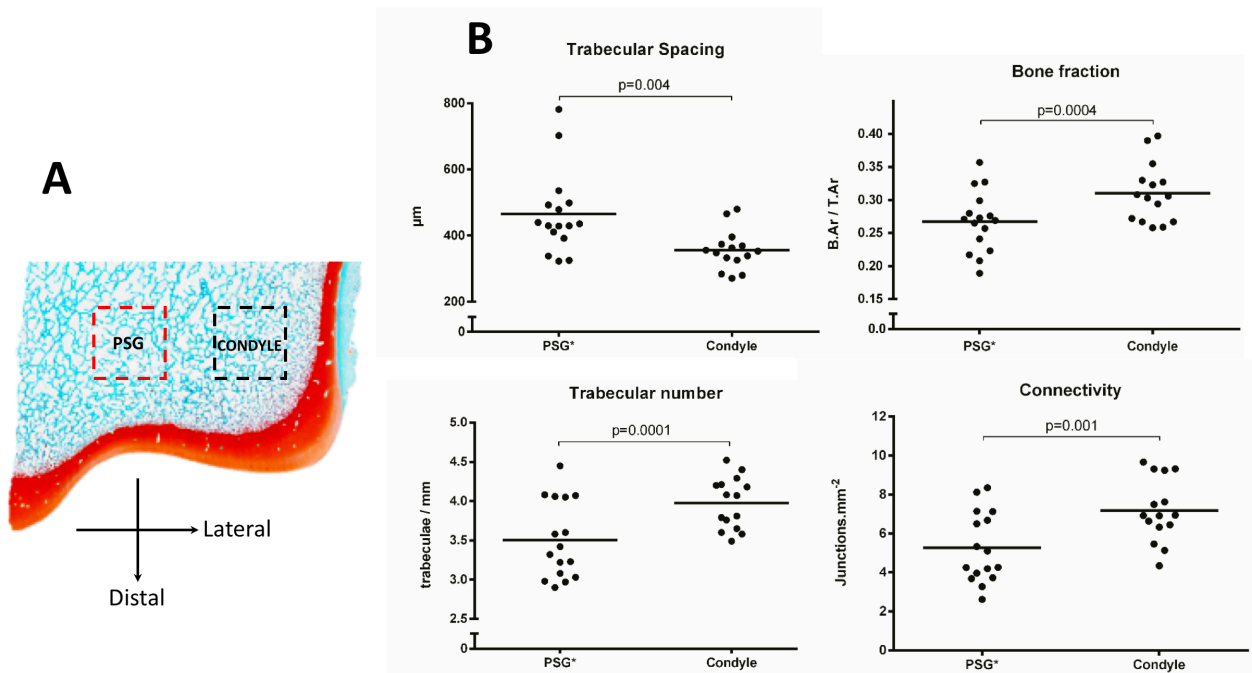 A
PSG
CONDYLE
Lateral
Distal
B
Trabecular Spacing
p=0.004
800
600
400
200
0
µm
PSG*
Condyle
Bone fraction
p=0.0004
0.40
0.35
0.30
0.25
0.20
0.15
0.0
B.Ar / T.Ar
PSG*
Condyle
Trabecular number
p=0.0001
5.0
4.5
4.0
3.5
3.0
2.5
0
trabeculae / mm
PSG*
Condyle
Connectivity
p=0.001
12
10
8
6
4
2
0
Junctions.mm-2
PSG*
Condyle